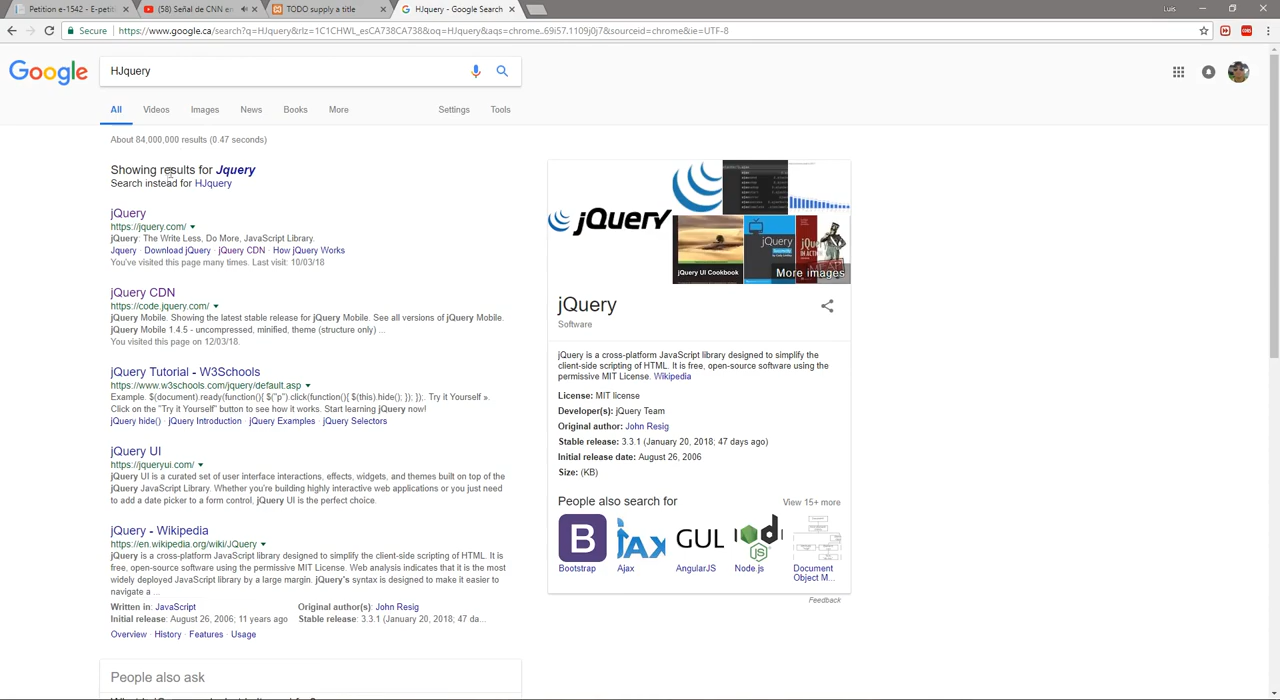 Petition e-1542 - E-petiti
(58) Señal de CNN en
TODO supply a title
HJquery - Google Search
Luis
Secure
https://www.google.ca/search?q=HJquery&rlz=1C1CHWL_esCA738CA738&oq=HJquery&aqs=chrome..69i57.1109j0j7&sourceid=chrome&ie=UTF-8
Google
HJquery
All Videos Images News Books More Settings Tools
About 84,000,000 results (0.47 seconds)
Showing results for Jquery
Search instead for HJquery
jQuery
https://jquery.com/
jQuery: The Write Less, Do More, JavaScript Library.
Jquery · Download jQuery · jQuery CDN · How jQuery Works
You've visited this page many times. Last visit: 10/03/18
jQuery CDN
https://code.jquery.com/
jQuery Mobile. Showing the latest stable release for jQuery Mobile. See all versions of jQuery Mobile.
jQuery Mobile 1.4.5 - uncompressed, minified, theme (structure only) ...
You visited this page on 12/03/18.
jQuery Tutorial - W3Schools
https://www.w3schools.com/jquery/default.asp
Example. $(document).ready(function(){ $("p").click(function(){ $(this).hide(); }); });. Try it Yourself ».
Click on the "Try it Yourself" button to see how it works. Start learning jQuery now!
jQuery hide() · jQuery Introduction · jQuery Examples · jQuery Selectors
jQuery UI
https://jqueryui.com/
jQuery UI is a curated set of user interface interactions, effects, widgets, and themes built on top of the
jQuery JavaScript Library. Whether you're building highly interactive web applications or you just need
to add a date picker to a form control, jQuery UI is the perfect choice.
jQuery - Wikipedia
https://en.wikipedia.org/wiki/JQuery
jQuery is a cross-platform JavaScript library designed to simplify the client-side scripting of HTML. It is
free, open-source software using the permissive MIT License. Web analysis indicates that it is the most
widely deployed JavaScript library by a large margin. jQuery's syntax is designed to make it easier to
navigate a ...
Written in: JavaScript Original author(s): John Resig
Initial release: August 26, 2006; 11 years ago Stable release: 3.3.1 (January 20, 2018; 47 da...
Overview · History · Features · Usage
People also ask
jQuery
jQuery UI Cookbook
jQuery
More images
jQuery
Software
jQuery is a cross-platform JavaScript library designed to simplify the
client-side scripting of HTML. It is free, open-source software using the
permissive MIT License. Wikipedia
License: MIT license
Developer(s): jQuery Team
Original author: John Resig
Stable release: 3.3.1 (January 20, 2018; 47 days ago)
Initial release date: August 26, 2006
Size: (KB)
People also search for
View 15+ more
B
AJAX
GUL
node
JS
Bootstrap Ajax AngularJS Node.js Document
Object M...
Feedback